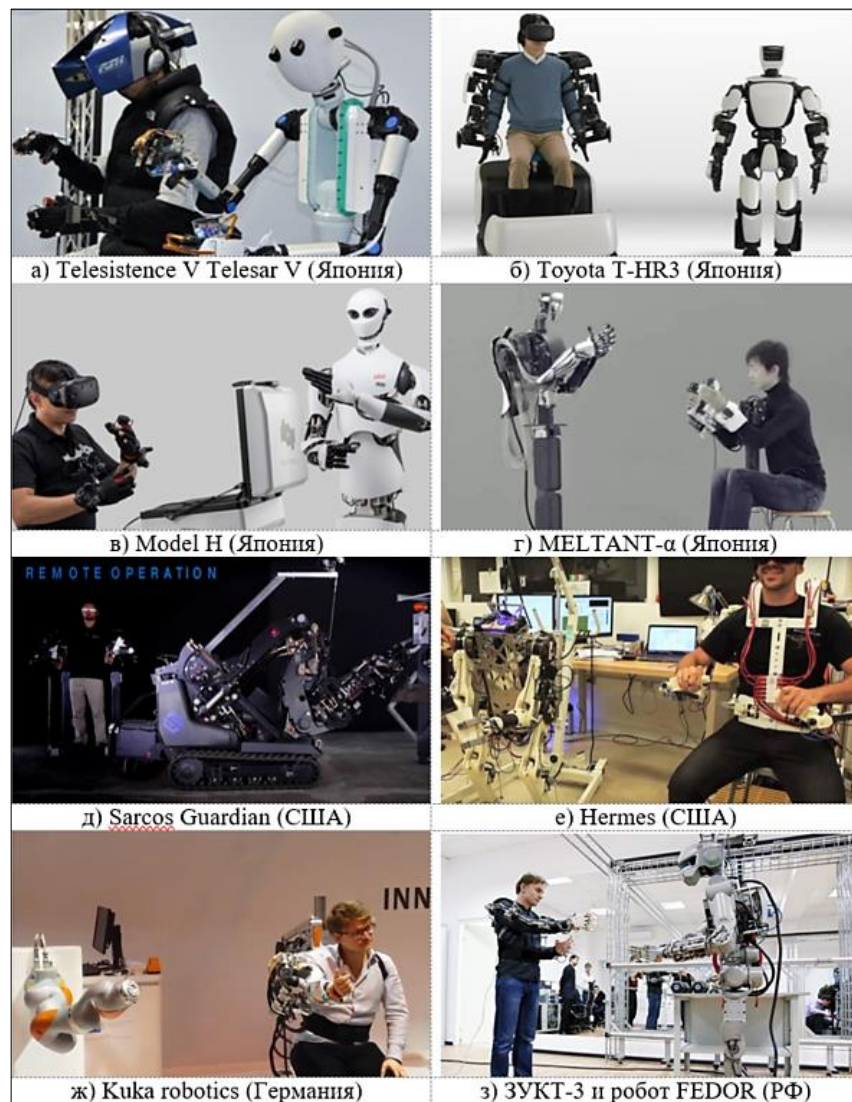 а) Telesistence V Telesar V (Япония)
б) Toyota T-HR3 (Япония)
в) Model H (Япония)
г) MELTANT-α (Япония)
REMOTE OPERATION
д) Sarcos Guardian (США)
е) Hermes (США)
INN
ж) Kuka robotics (Германия)
з) ЗУКТ-3 и робот FEDOR (РФ)